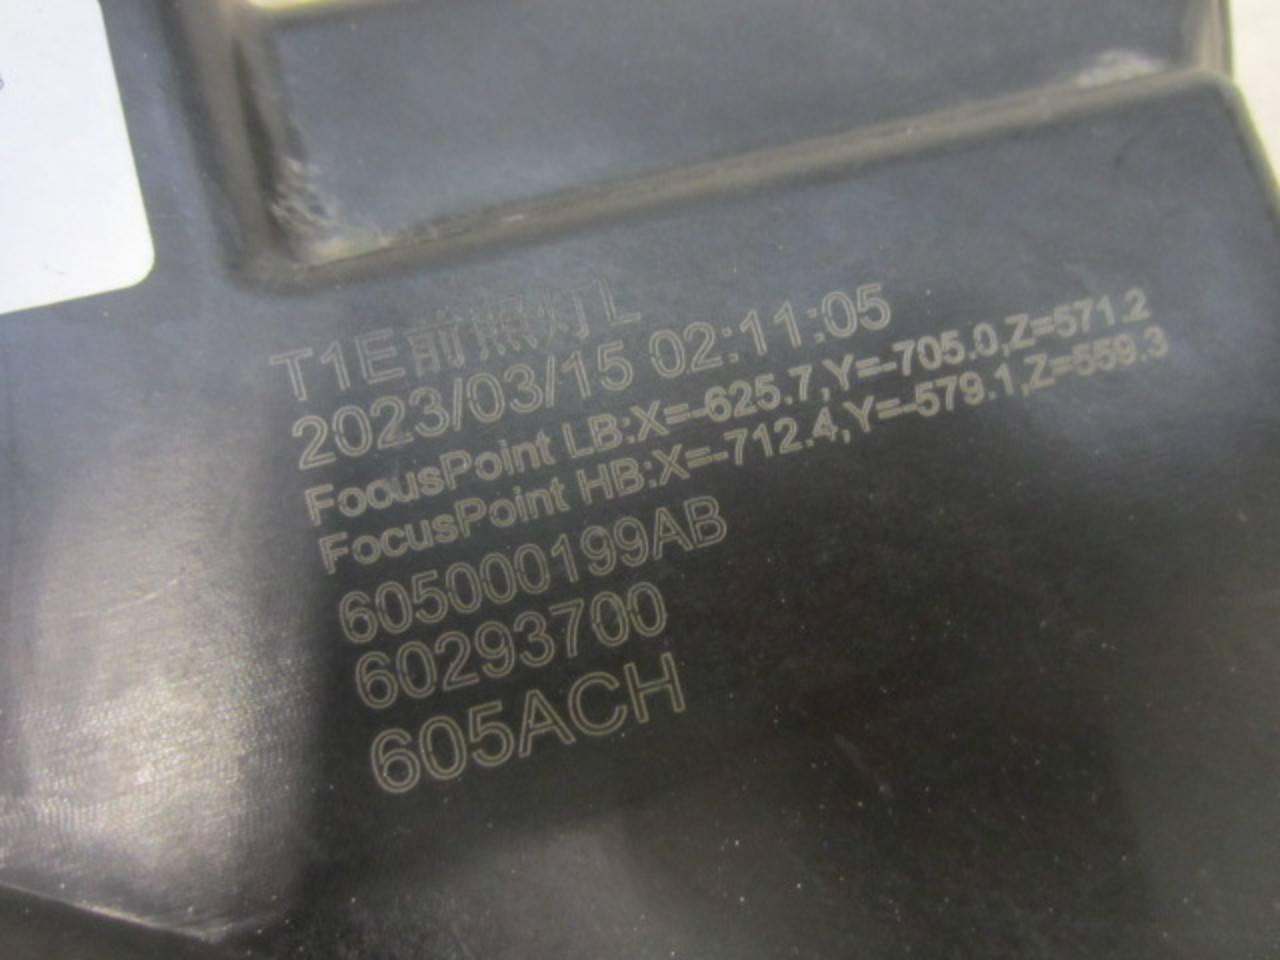 T1E前照灯L
2023/03/15 02:11:05
FocusPoint LB:X=-625.7,Y=-705.0,Z=571.2
FocusPoint HB:X=-712.4,Y=-579.1,Z=559.3
605000199AB
60293700
605ACH